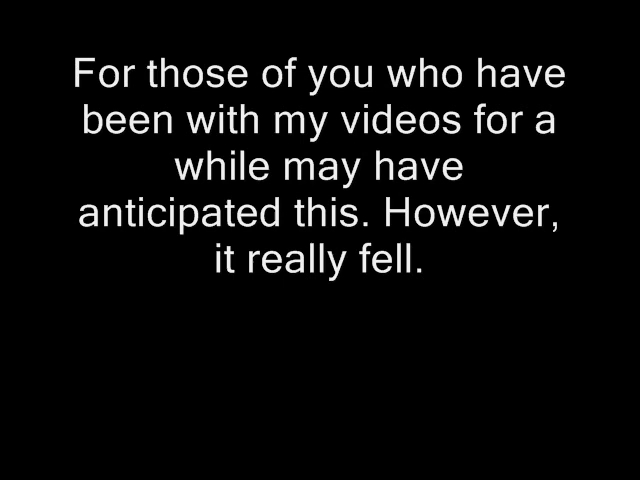 For those of you who have
been with my videos for a
while may have
anticipated this. However,
it really fell.